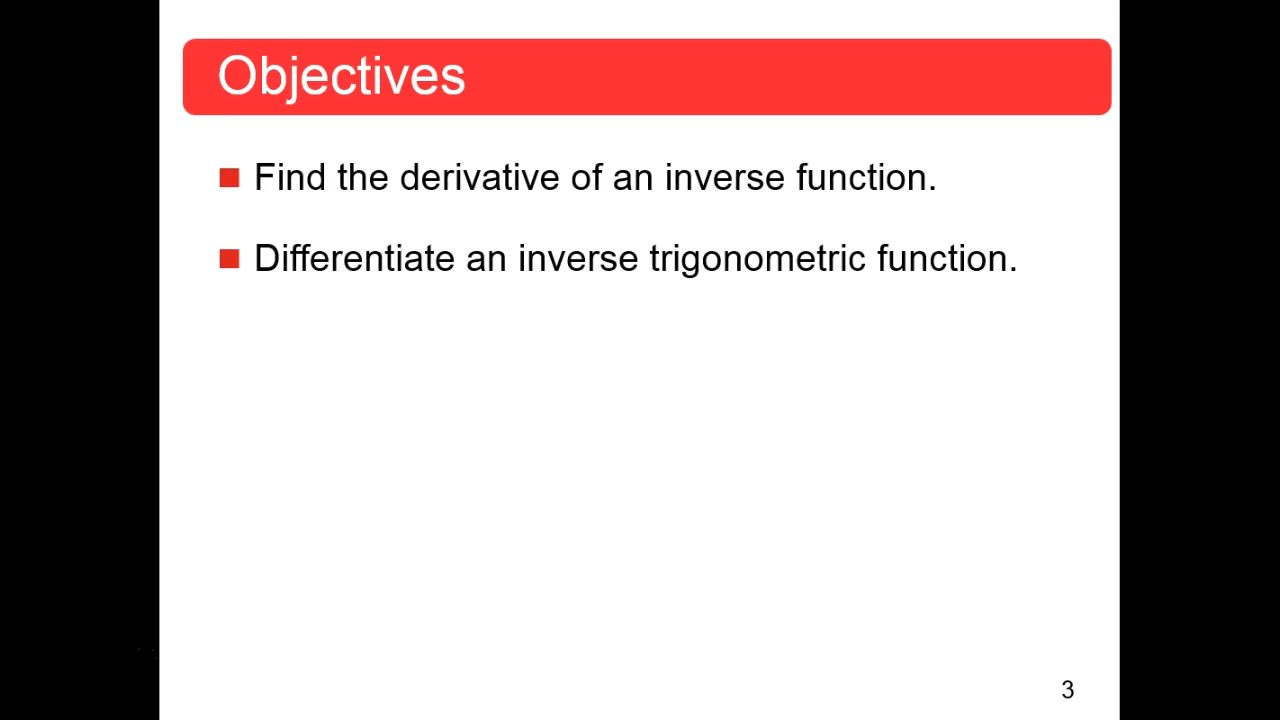 Objectives
Find the derivative of an inverse function.
Differentiate an inverse trigonometric function.
3